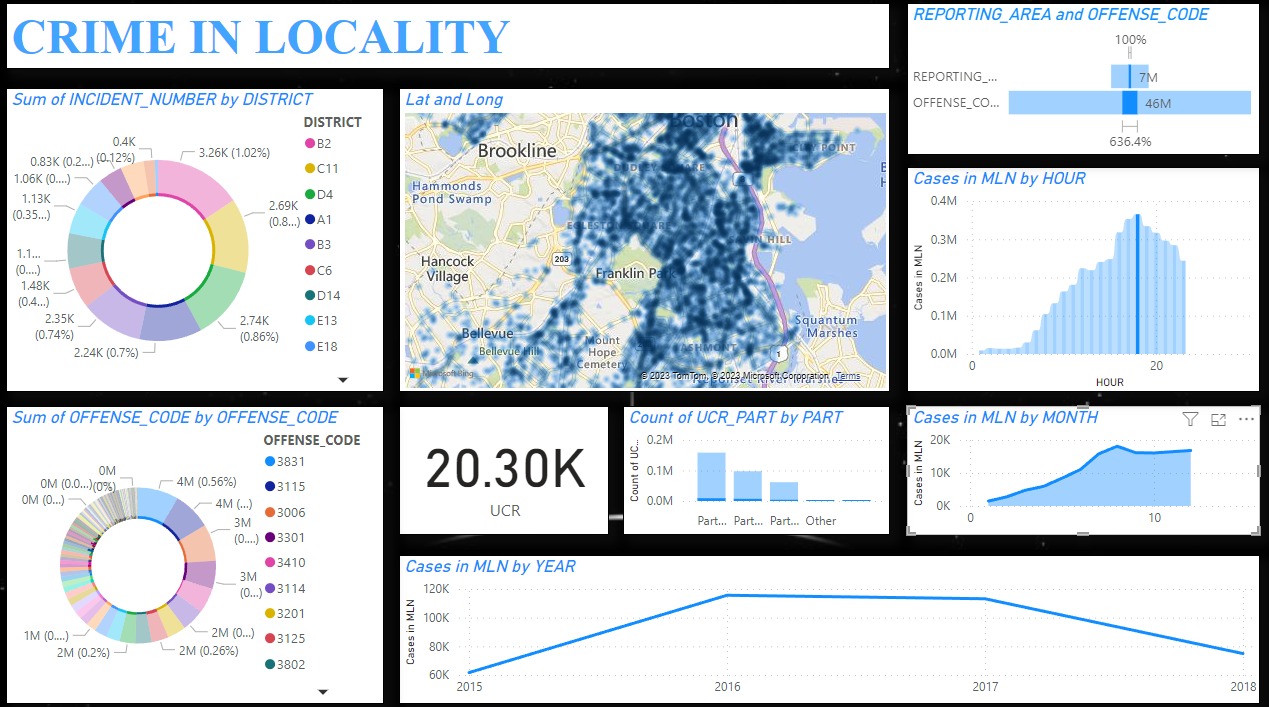 CRIME IN LOCALITY
REPORTING_AREA and OFFENSE_CODE
100%
REPORTING_...
7M
OFFENSE_CO...
46M
636.4%
Sum of INCIDENT_NUMBER by DISTRICT
DISTRICT
B2
C11
D4
A1
B3
C6
D14
E13
E18
3.26K (1.02%)
2.69K
(0.8...)
2.74K
(0.86%)
2.24K (0.7%)
2.35K
(0.74%)
1.48K
(0.4...)
1.1...
(0....)
1.13K
(0.35...)
1.06K (0....)
0.83K (0.2...)
0.4K
(0.12%)
Lat and Long
Boston
Brookline
Hammonds
Pond Swamp
Hancock
Village
203
Franklin Park
Bellevue
Bellevue Hill
Mount
Hope
Cemetery
Squantum
Marshes
1
POINT
HILL
ASHMONT
Microsoft Bing
© 2023 TomTom, © 2023 Microsoft Corporation Terms
Cases in MLN by HOUR
Cases in MLN
0.4M
0.3M
0.2M
0.1M
0.0M
0
20
HOUR
Sum of OFFENSE_CODE by OFFENSE_CODE
OFFENSE_CODE
3831
3115
3006
3301
3410
3114
3201
3125
3802
4M (0.56%)
4M (...)
3M
(0....)
3M
(0...)
2M (0...)
2M (0.26%)
2M (0.2%)
1M (0....)
0M (0...)
0M (0.0...)
0M
(0%)
20.30K
UCR
Count of UCR_PART by PART
Count of UC...
0.2M
0.1M
0.0M
Part...
Part...
Part...
Other
Cases in MLN by MONTH
Cases in MLN
20K
10K
0K
0
10
Cases in MLN by YEAR
Cases in MLN
120K
100K
80K
60K
2015
2016
2017
2018